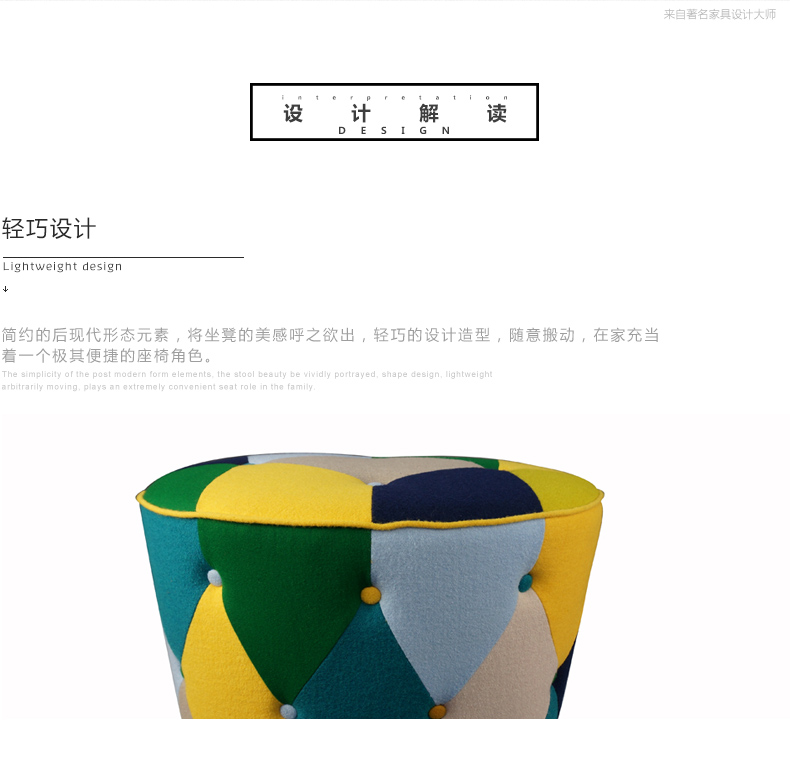 来自著名家具设计大师
interpretation
设计解读
DESIGN
轻巧设计
Lightweight design
↓
简约的后现代形态元素，将坐凳的美感呼之欲出，轻巧的设计造型，随意搬动，在家充当
着一个极其便捷的座椅角色。
The simplicity of the post modern form elements, the stool beauty be vividly portrayed, shape design, lightweight
arbitrarily moving, plays an extremely convenient seat role in the family.